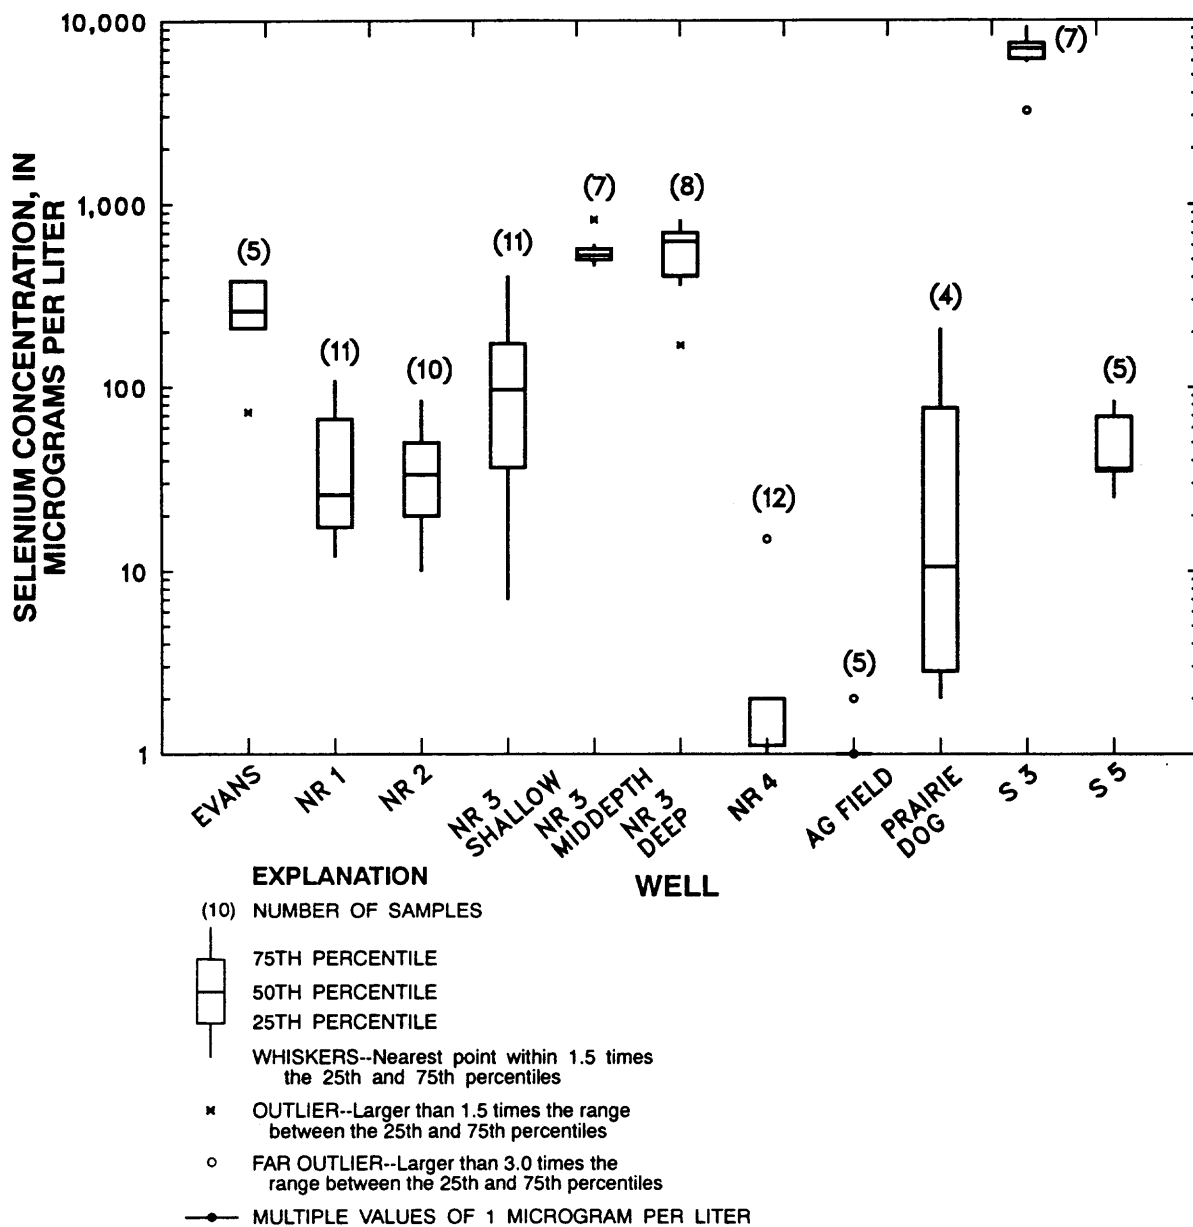 SELENIUM CONCENTRATION, IN
MICROGRAMS PER LITER
10,000
1,000
100
10
1
(5)
(11)
(10)
(11)
(7)
(8)
(12)
(5)
(4)
(7)
(5)
EVANS
NR 1
NR 2
NR 3
SHALLOW
NR 3
MIDDEPTH
NR 3
DEEP
NR 4
AG FIELD
PRAIRIE
DOG
S 3
S 5
WELL
EXPLANATION
(10) NUMBER OF SAMPLES
75TH PERCENTILE
50TH PERCENTILE
25TH PERCENTILE
WHISKERS--Nearest point within 1.5 times
the 25th and 75th percentiles
OUTLIER--Larger than 1.5 times the range
between the 25th and 75th percentiles
FAR OUTLIER--Larger than 3.0 times the
range between the 25th and 75th percentiles
MULTIPLE VALUES OF 1 MICROGRAM PER LITER